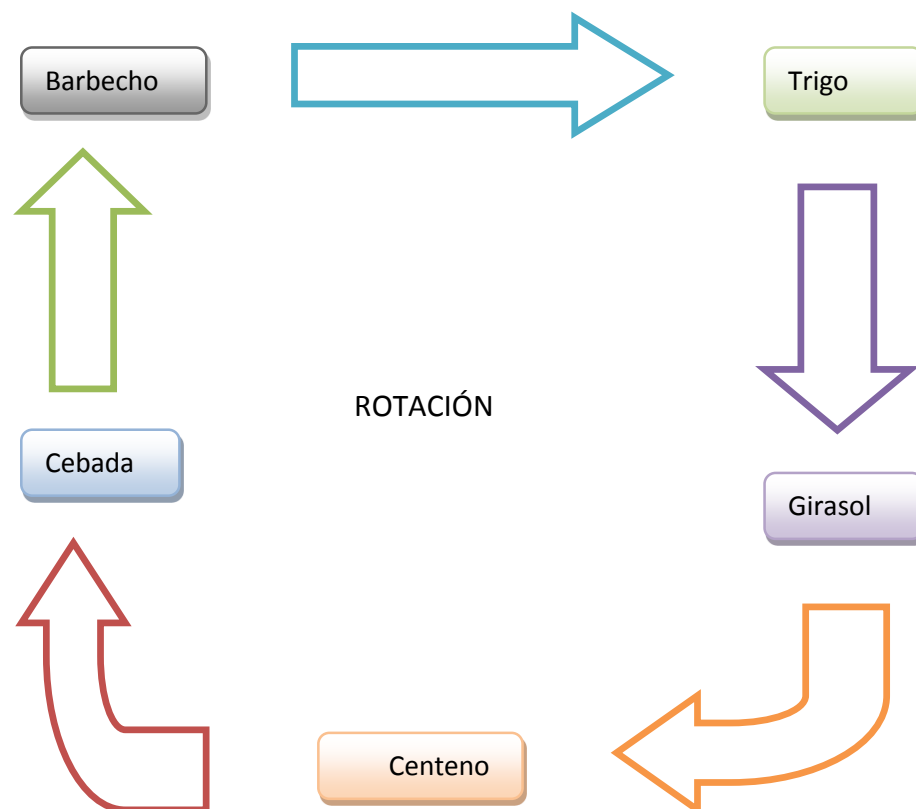 Barbecho
Trigo
ROTACIÓN
Cebada
Girasol
Centeno